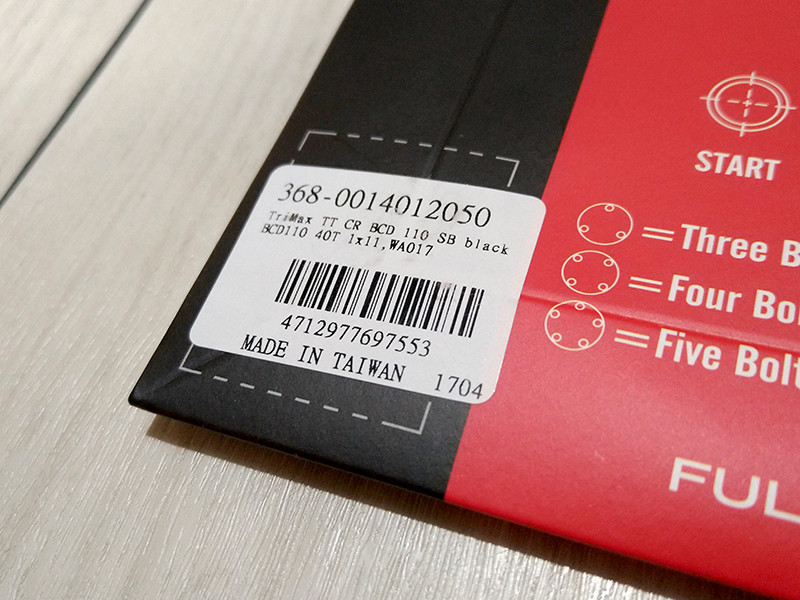 368-0014012050
TriMax TT CR BCD 110 SB black
BCD110 40T 1x11,WA017
4712977697553
MADE IN TAIWAN 1704
START
=Three B
=Four Bol
=Five Bolt
FUL